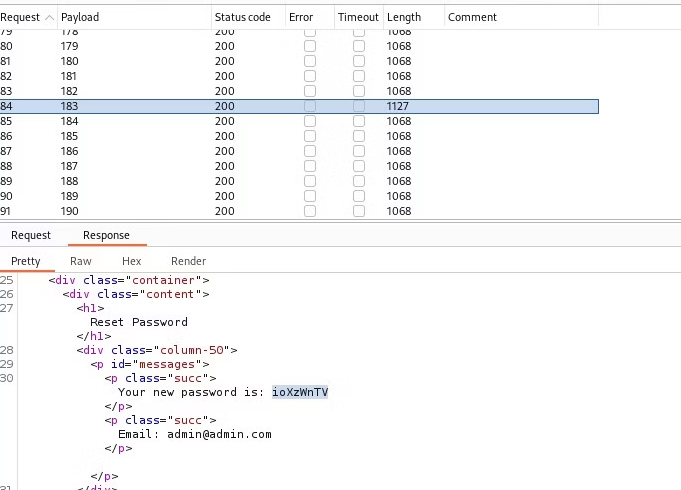 Request Payload Status code Error Timeout Length Comment
79 178 200 1068
80 179 200 1068
81 180 200 1068
82 181 200 1068
83 182 200 1068
84 183 200 1127
85 184 200 1068
86 185 200 1068
87 186 200 1068
88 187 200 1068
89 188 200 1068
90 189 200 1068
91 190 200 1068
Request Response
Pretty Raw Hex Render
25 <div class="container">
26 <div class="content">
27 <h1>
Reset Password
</h1>
28 <div class="column-50">
29 <p id="messages">
30 <p class="succ">
Your new password is: ioXzWnTV
</p>
<p class="succ">
Email: admin@admin.com
</p>
</p>
31 </div>